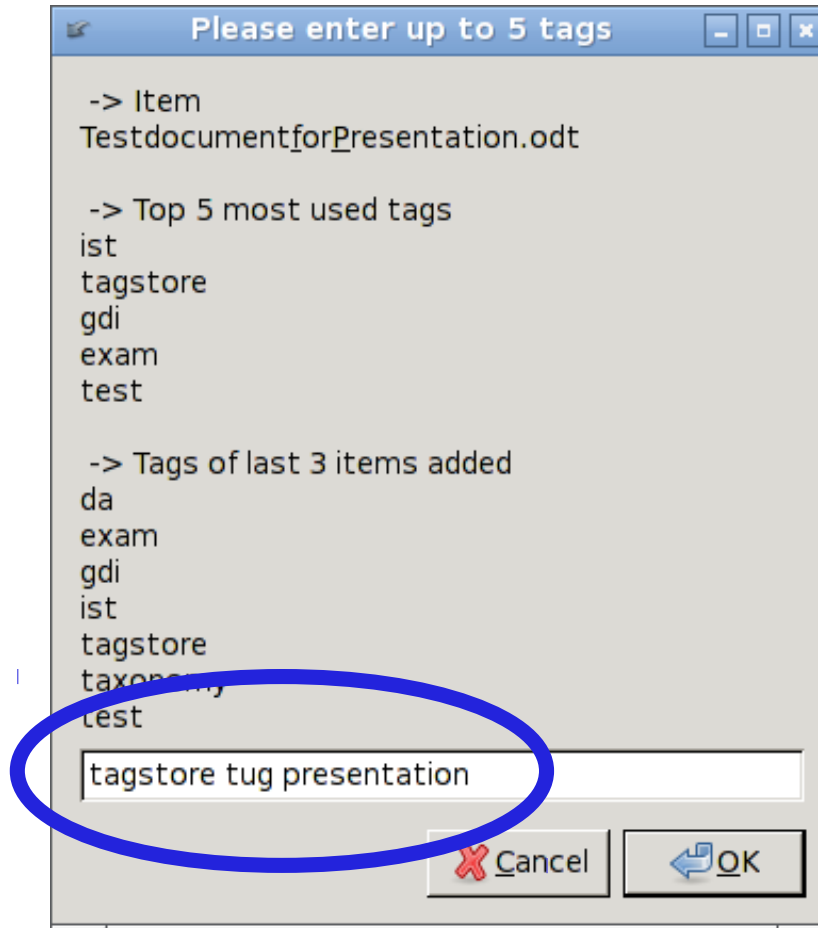 Please enter up to 5 tags
-> Item
TestdocumentforPresentation.odt
-> Top 5 most used tags
ist
tagstore
gdi
exam
test
-> Tags of last 3 items added
da
exam
gdi
ist
tagstore
taxonomy
test
tagstore tug presentation
Cancel
OK